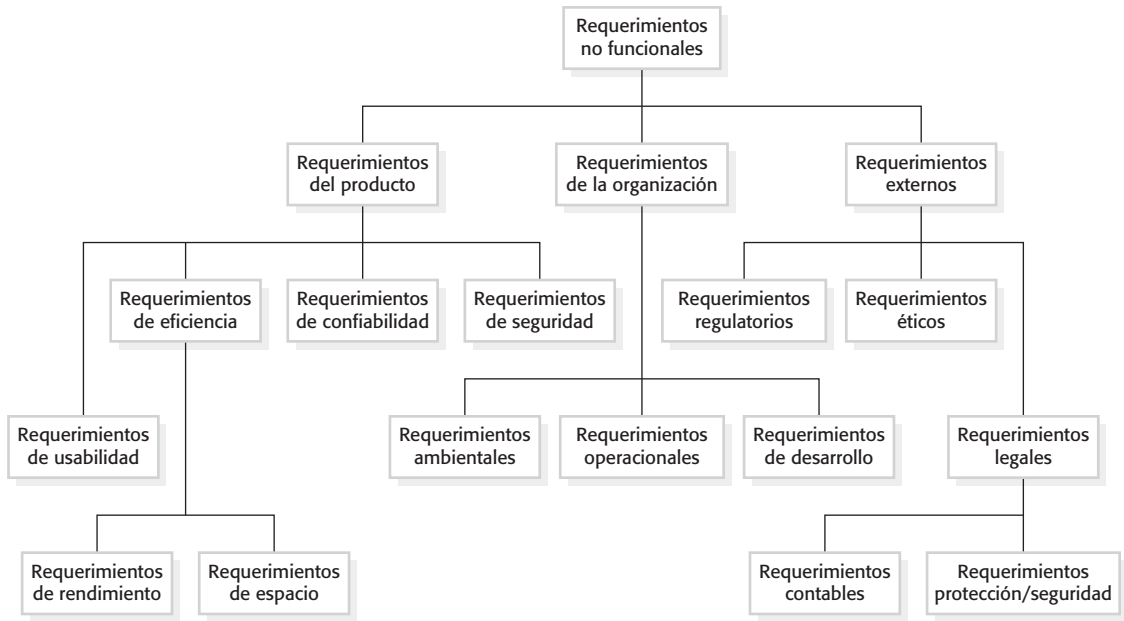 Requerimientos
no funcionales
Requerimientos
del producto
Requerimientos
de la organización
Requerimientos
externos
Requerimientos
de eficiencia
Requerimientos
de confiabilidad
Requerimientos
de seguridad
Requerimientos
regulatorios
Requerimientos
éticos
Requerimientos
de usabilidad
Requerimientos
ambientales
Requerimientos
operacionales
Requerimientos
de desarrollo
Requerimientos
legales
Requerimientos
de rendimiento
Requerimientos
de espacio
Requerimientos
contables
Requerimientos
protección/seguridad